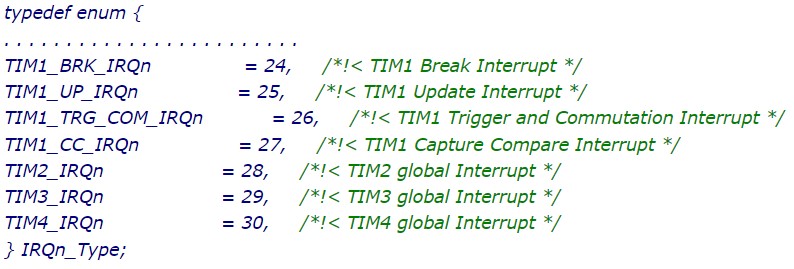 typedef enum {
. . . . . . . . . . . . . . . . . . . . . . . .
TIM1_BRK_IRQn = 24, /*!< TIM1 Break Interrupt */
TIM1_UP_IRQn = 25, /*!< TIM1 Update Interrupt */
TIM1_TRG_COM_IRQn = 26, /*!< TIM1 Trigger and Commutation Interrupt */
TIM1_CC_IRQn = 27, /*!< TIM1 Capture Compare Interrupt */
TIM2_IRQn = 28, /*!< TIM2 global Interrupt */
TIM3_IRQn = 29, /*!< TIM3 global Interrupt */
TIM4_IRQn = 30, /*!< TIM4 global Interrupt */
} IRQn_Type;